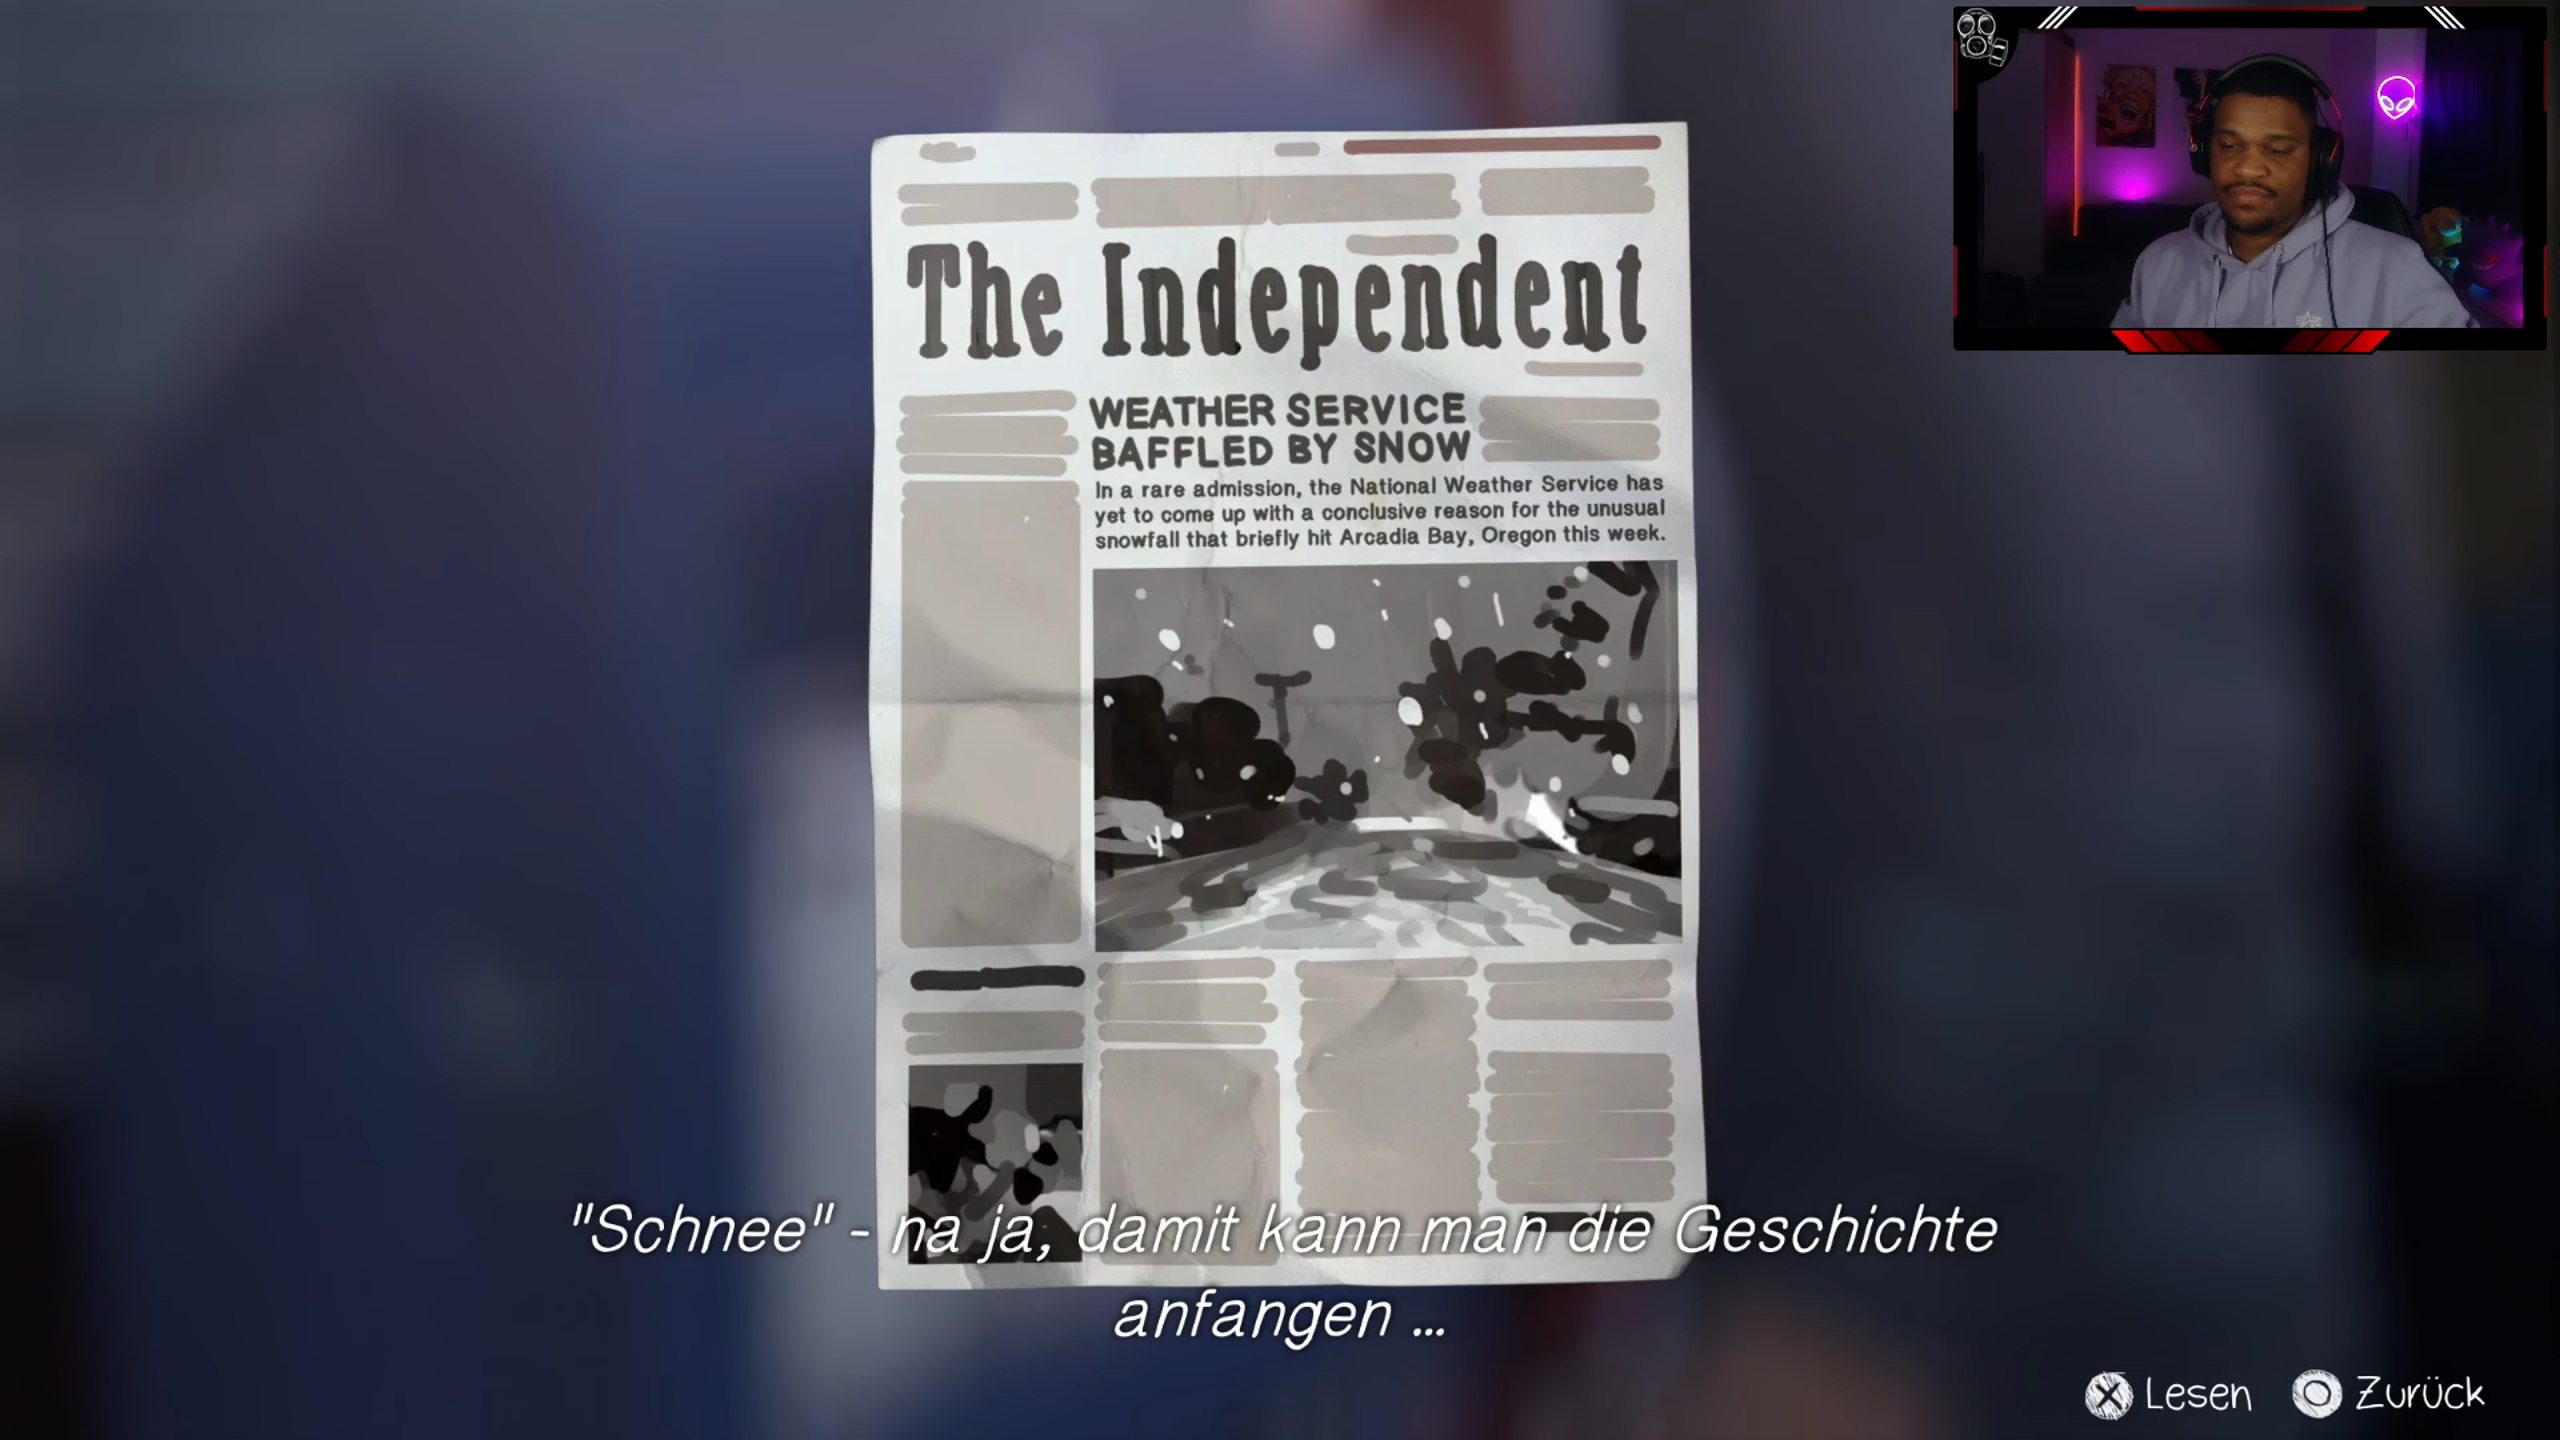 The Independent
WEATHER SERVICE
BAFFLED BY SNOW
In a rare admission, the National Weather Service has
yet to come up with a conclusive reason for the unusual
snowfall that briefly hit Arcadia Bay, Oregon this week.
"Schnee" - na ja, damit kann man die Geschichte
anfangen ...
Lesen Zurück